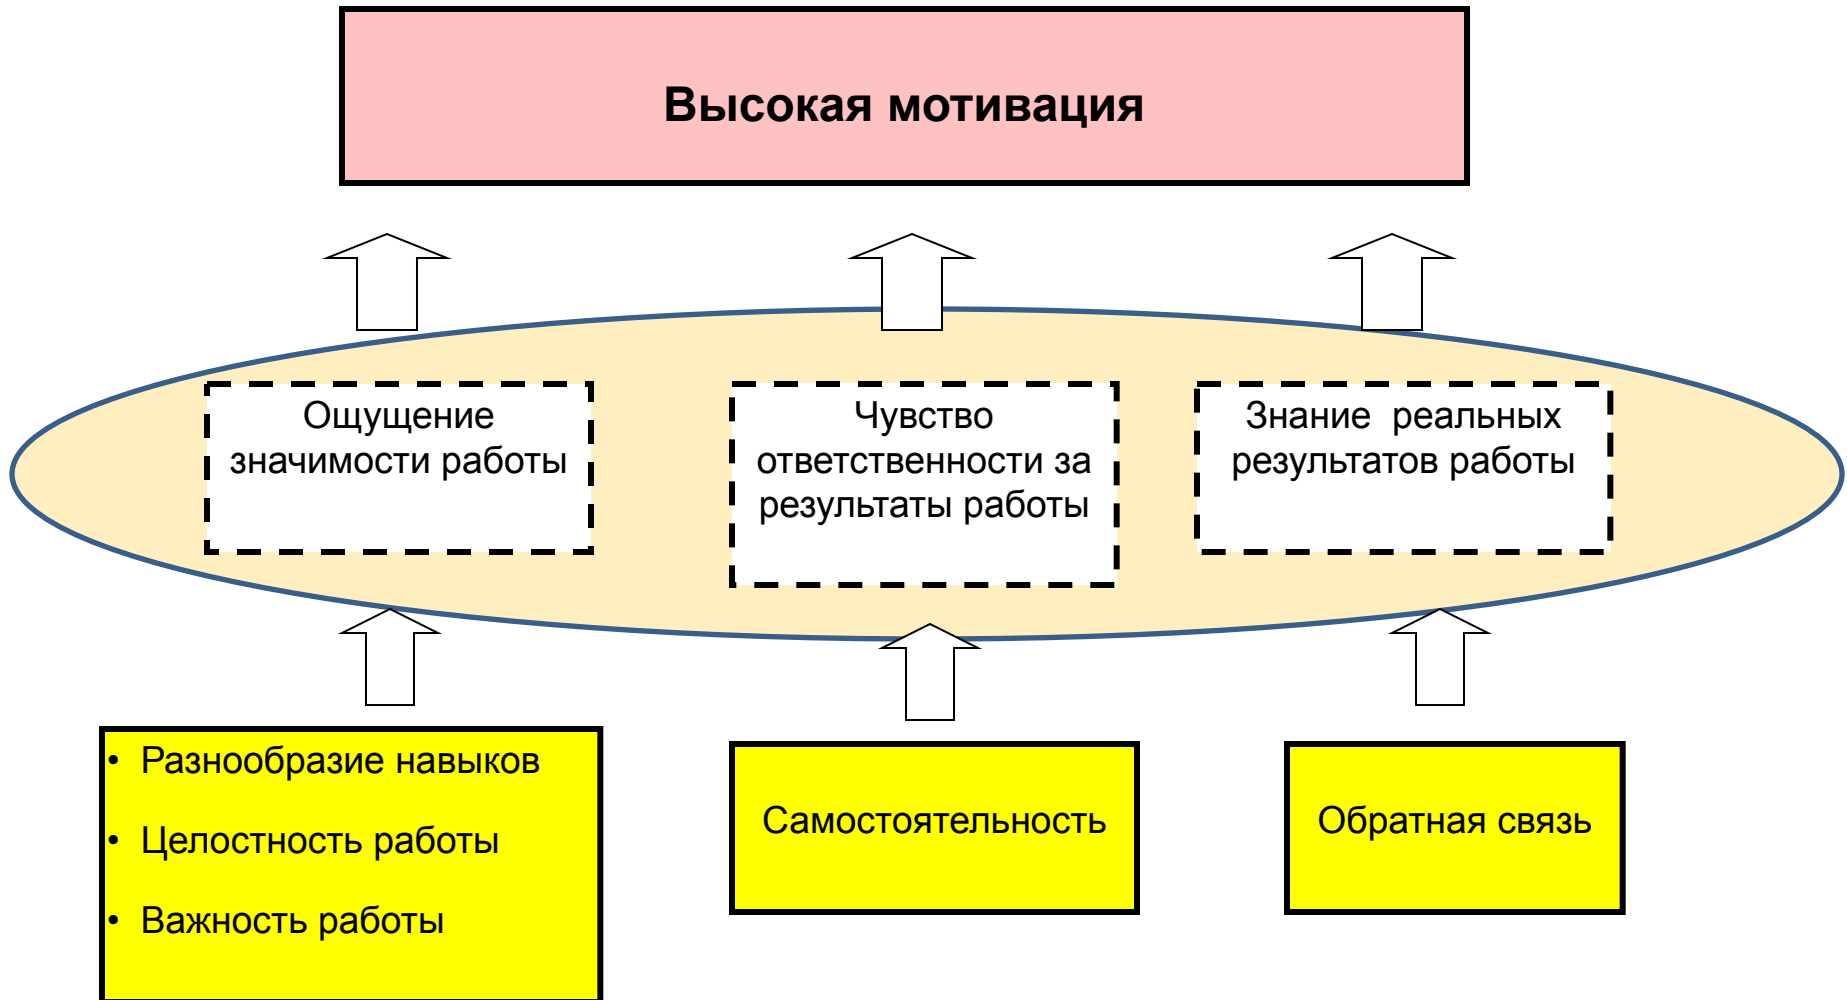 Высокая мотивация
Ощущение
значимости работы
Чувство
ответственности за
результаты работы
Знание  реальных
результатов работы
• Разнообразие навыков
• Целостность работы
• Важность работы
Самостоятельность
Обратная связь